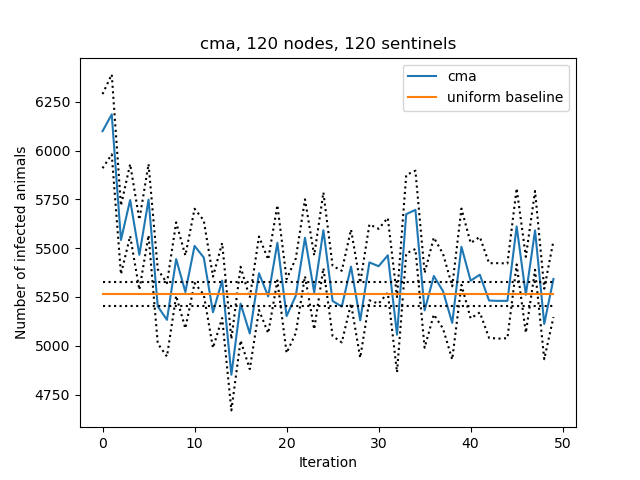 cma, 120 nodes, 120 sentinels
cma
uniform baseline
Number of infected animals
6250
6000
5750
5500
5250
5000
4750
0 10 20 30 40 50
Iteration